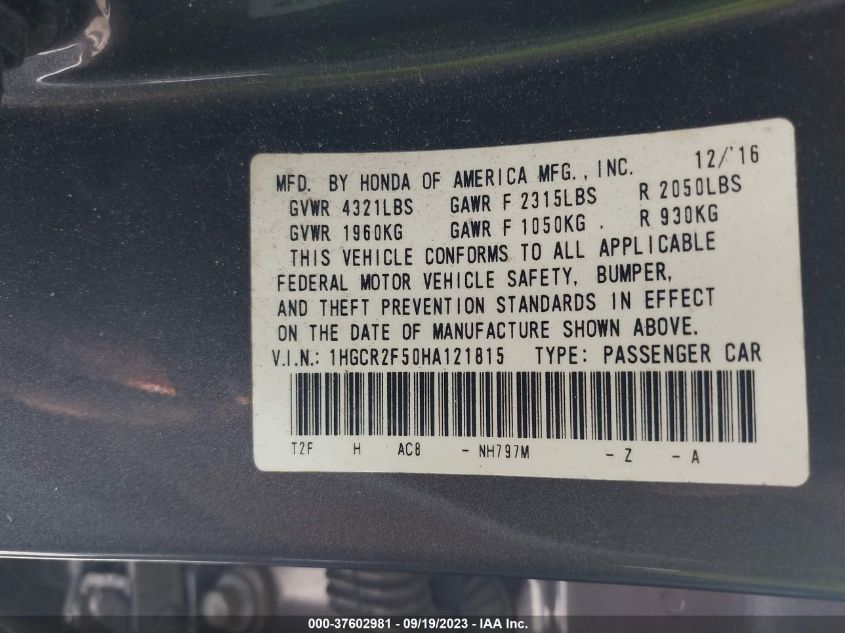 MFD. BY HONDA OF AMERICA MFG., INC. 12/'16
GVWR 4321LBS GAWR F 2315LBS R 2050LBS
GVWR 1960KG GAWR F 1050KG . R 930KG
THIS VEHICLE CONFORMS TO ALL APPLICABLE
FEDERAL MOTOR VEHICLE SAFETY, BUMPER,
AND THEFT PREVENTION STANDARDS IN EFFECT
ON THE DATE OF MANUFACTURE SHOWN ABOVE.
V.I.N.: 1HGCR2F50HA121815 TYPE: PASSENGER CAR
T2F H AC8 - NH797M - Z - A
000-37602981 - 09/19/2023 - IAA Inc.